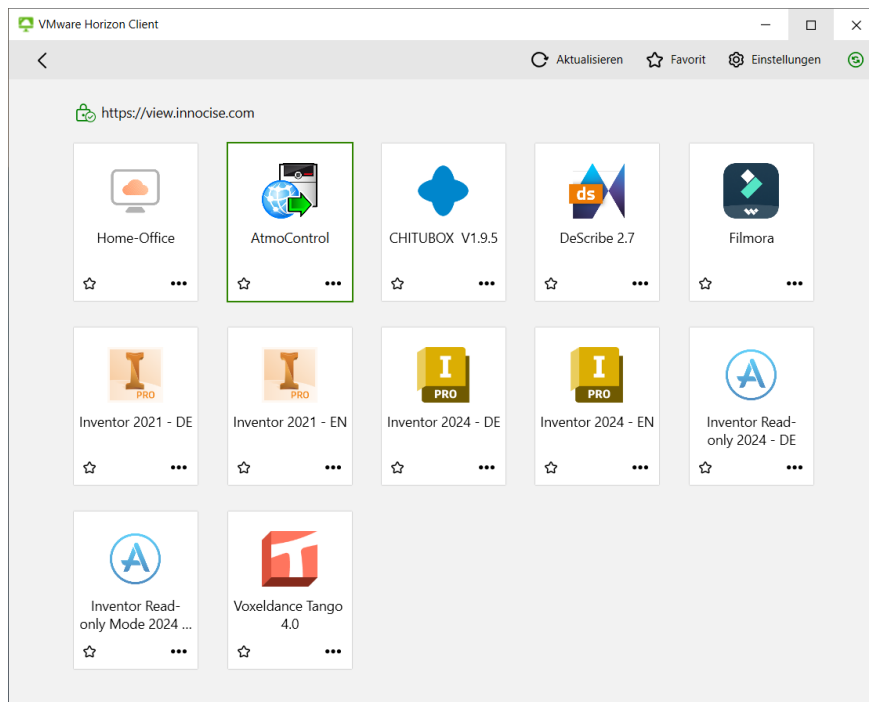 VMware Horizon Client
Aktualisieren Favorit Einstellungen
https://view.innocise.com
ds
Home-Office AtmoControl CHITUBOX V1.9.5 DeScribe 2.7 Filmora
I PRO I PRO I PRO I PRO
Inventor 2021 - DE Inventor 2021 - EN Inventor 2024 - DE Inventor 2024 - EN Inventor Read-
only 2024 - DE
Inventor Read-
only Mode 2024 ...
Voxeldance Tango
4.0